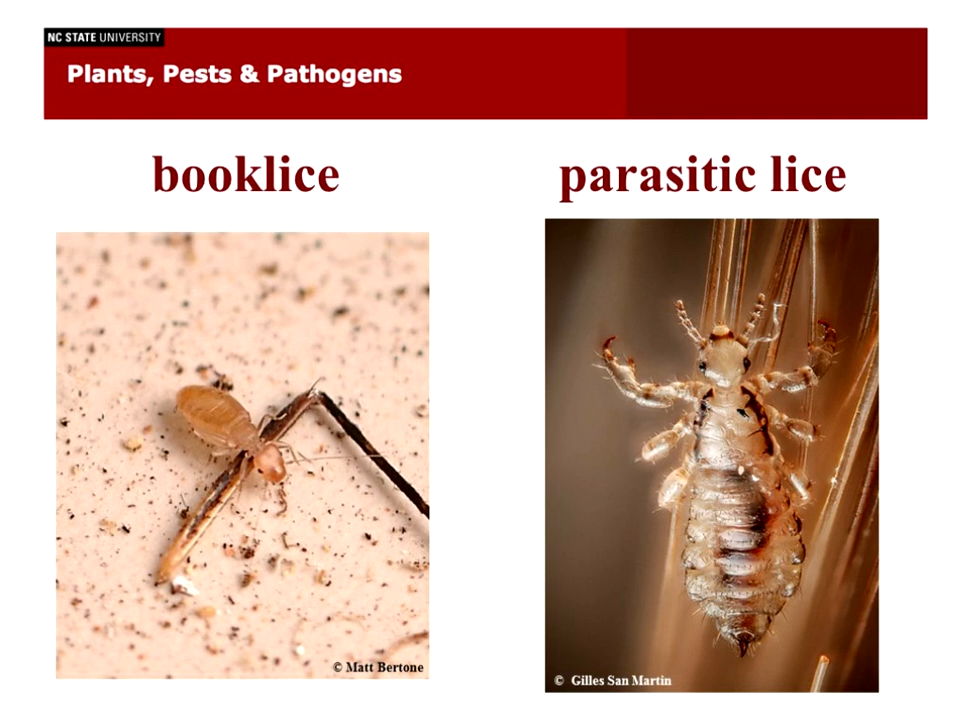 NC STATE UNIVERSITY
Plants, Pests & Pathogens
booklice
parasitic lice
© Matt Bertone
© Gilles San Martin